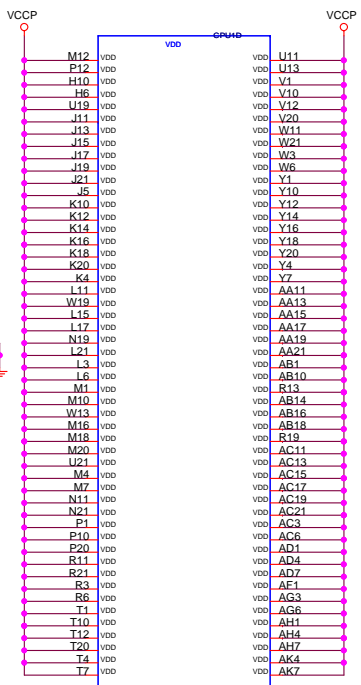 VCCP VCCP
CPU1D
VDD
M12 VDD VDD U11
P12 VDD VDD U13
H10 VDD VDD V1
H6 VDD VDD V10
U19 VDD VDD V12
J11 VDD VDD V20
J13 VDD VDD W11
J15 VDD VDD W21
J17 VDD VDD W3
J19 VDD VDD W6
J21 VDD VDD Y1
J5 VDD VDD Y10
K10 VDD VDD Y12
K12 VDD VDD Y14
K14 VDD VDD Y16
K16 VDD VDD Y18
K18 VDD VDD Y20
K20 VDD VDD Y4
K4 VDD VDD Y7
L11 VDD VDD AA11
W19 VDD VDD AA13
L15 VDD VDD AA15
L17 VDD VDD AA17
N19 VDD VDD AA19
L21 VDD VDD AA21
L3 VDD VDD AB1
L6 VDD VDD AB10
M1 VDD VDD R13
M10 VDD VDD AB14
W13 VDD VDD AB16
M16 VDD VDD AB18
M18 VDD VDD R19
M20 VDD VDD AC11
U21 VDD VDD AC13
M4 VDD VDD AC15
M7 VDD VDD AC17
N11 VDD VDD AC19
N21 VDD VDD AC21
P1 VDD VDD AC3
P10 VDD VDD AC6
P20 VDD VDD AD1
R11 VDD VDD AD4
R21 VDD VDD AD7
R3 VDD VDD AF1
R6 VDD VDD AG3
T1 VDD VDD AG6
T10 VDD VDD AH1
T12 VDD VDD AH4
T20 VDD VDD AH7
T4 VDD VDD AK4
T7 VDD VDD AK7